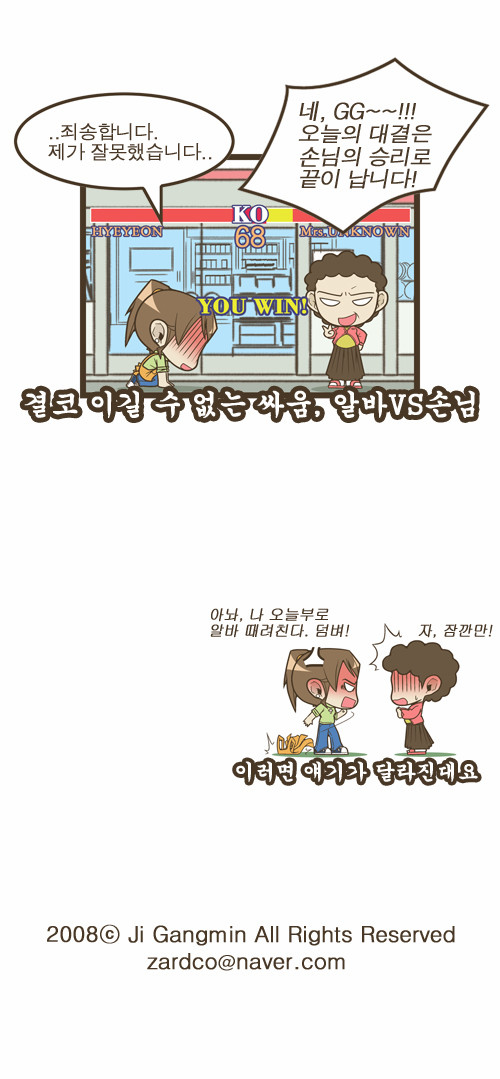 ..죄송합니다.
제가 잘못했습니다..
네, GG~~!!!
오늘의 대결은
손님의 승리로
끝이 납니다!
KO
HYEYEON
68
Mrs.UNKNOWN
YOU WIN!
결코 이길 수 없는 싸움, 알바VS손님
아놔, 나 오늘부로
알바 때려친다. 덤벼!
자, 잠깐만!
이러면 얘기가 달라진대요
2008ⓒ Ji Gangmin All Rights Reserved
zardco@naver.com